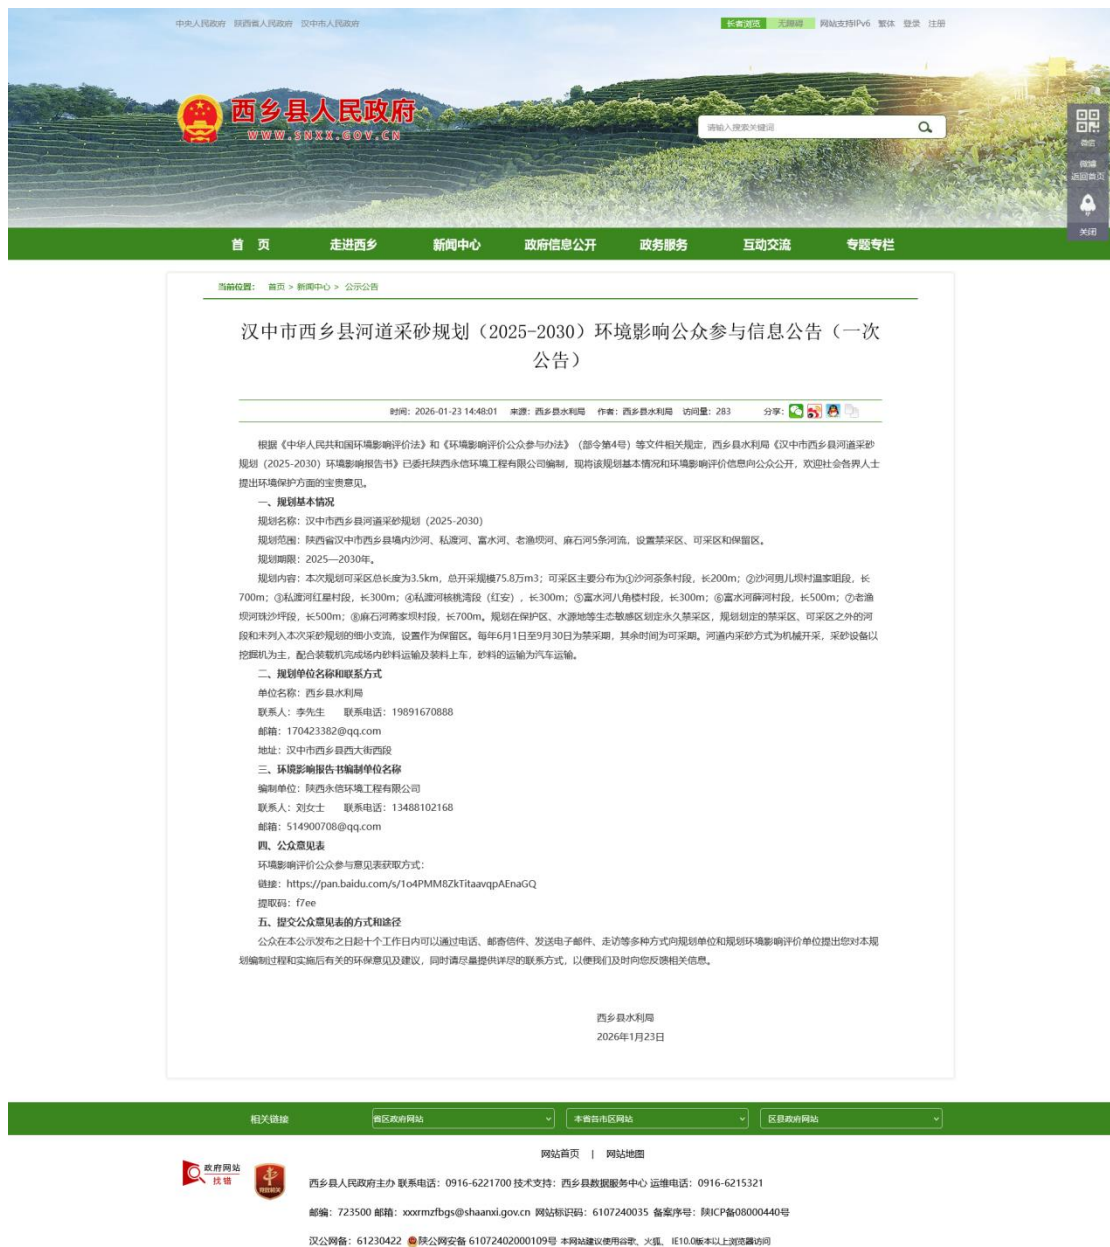 中央人民政府 陕西省人民政府 汉中市人民政府
长者浏览 无障碍 网站支持IPv6 繁体 登录 注册
西乡县人民政府
WWW.SNXX.GOV.CN
请输入搜索关键词
微信
微博
返回首页
关闭
首 页 走进西乡 新闻中心 政府信息公开 政务服务 互动交流 专题专栏
当前位置: 首页 > 新闻中心 > 公示公告
汉中市西乡县河道采砂规划（2025-2030）环境影响公众参与信息公告（一次
公告）
时间：2026-01-23 14:48:01 来源：西乡县水利局 作者：西乡县水利局 访问量：283 分享：
根据《中华人民共和国环境影响评价法》和《环境影响评价公众参与办法》（部令第4号）等文件相关规定，西乡县水利局《汉中市西乡县河道采砂
规划（2025-2030）环境影响报告书》已委托陕西永信环境工程有限公司编制，现将该规划基本情况和环境影响评价信息向公众公开，欢迎社会各界人士
提出环境保护方面的宝贵意见。
一、规划基本情况
规划名称：汉中市西乡县河道采砂规划（2025-2030）
规划范围：陕西省汉中市西乡县境内沙河、私渡河、富水河、老渔坝河、麻石河5条河流，设置禁采区、可采区和保留区。
规划期限：2025—2030年。
规划内容：本次规划可采区总长度为3.5km，总开采规模75.8万m3；可采区主要分布为①沙河茶条村段，长200m；②沙河男儿坝村温家咀段，长
700m；③私渡河红星村段，长300m；④私渡河核桃湾段（红安），长300m；⑤富水河八角楼村段，长300m；⑥富水河薛河村段，长500m；⑦老渔
坝河珠沙坪段，长500m；⑧麻石河蒋家坝村段，长700m。规划在保护区、水源地等生态敏感区划定永久禁采区，规划划定的禁采区、可采区之外的河
段和未列入本次采砂规划的细小支流，设置作为保留区。每年6月1日至9月30日为禁采期，其余时间为可采期。河道内采砂方式为机械开采，采砂设备以
挖掘机为主，配合装载机完成场内砂料运输及装料上车，砂料的运输为汽车运输。
二、规划单位名称和联系方式
单位名称：西乡县水利局
联系人：李先生 联系电话：19891670888
邮箱：170423382@qq.com
地址：汉中市西乡县西大街西段
三、环境影响报告书编制单位名称
编制单位：陕西永信环境工程有限公司
联系人：刘女士 联系电话：13488102168
邮箱：514900708@qq.com
四、公众意见表
环境影响评价公众参与意见表获取方式：
链接：https://pan.baidu.com/s/1o4PMM8ZkTitaavqpAEnaGQ
提取码：f7ee
五、提交公众意见表的方式和途径
公众在本公示发布之日起十个工作日内可以通过电话、邮寄信件、发送电子邮件、走访等多种方式向规划单位和规划环境影响评价单位提出您对本规
划编制过程和实施后有关的环保意见及建议，同时请尽量提供详尽的联系方式，以便我们及时向您反馈相关信息。
西乡县水利局
2026年1月23日
相关链接 省区政府网站 本省各市区网站 区县政府网站
网站首页 | 网站地图
政府网站
找错
党政机关
西乡县人民政府主办 联系电话：0916-6221700 技术支持：西乡县数据服务中心 运维电话：0916-6215321
邮编：723500 邮箱：xxxrmzfbgs@shaanxi.gov.cn 网站标识码：6107240035 备案序号：陕ICP备08000440号
汉公网备：61230422 陕公网安备 61072402000109号 本网站建议使用谷歌、火狐、IE10.0版本以上浏览器访问